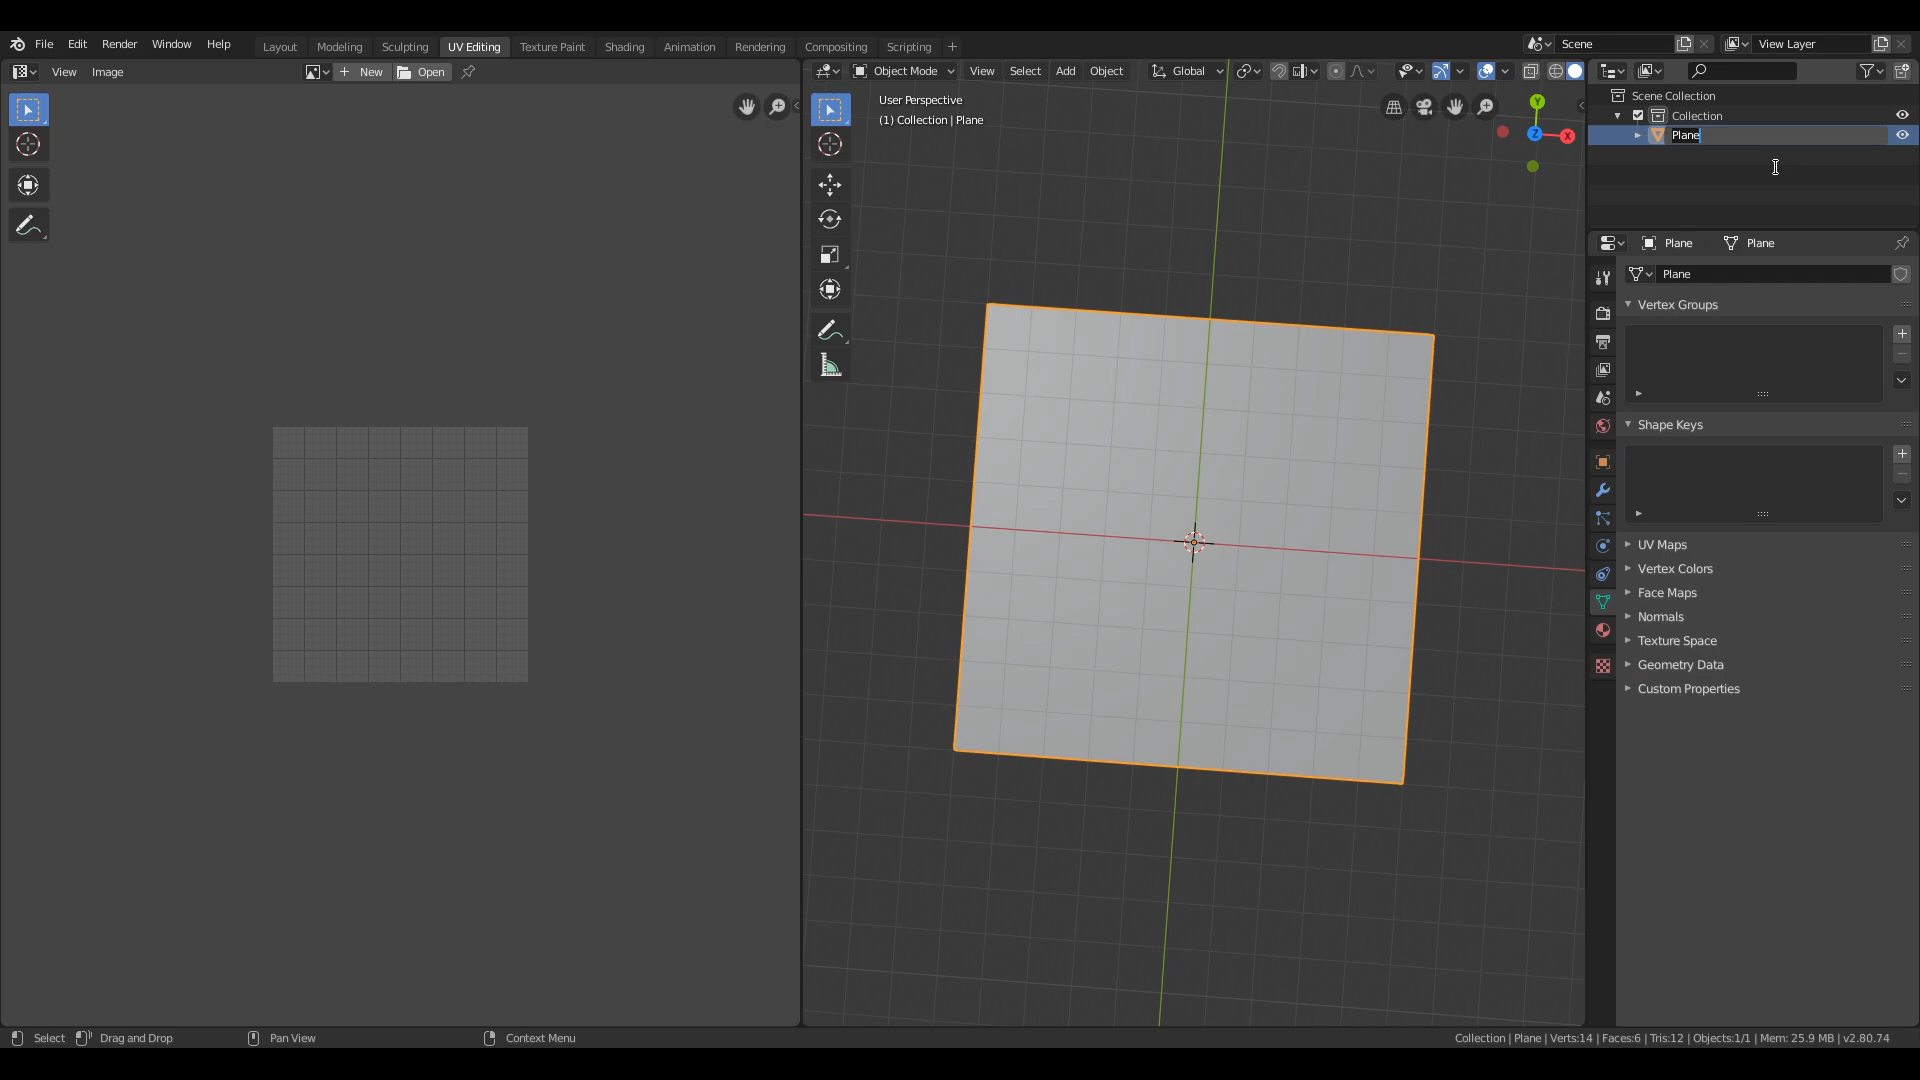 File Edit Render Window Help Layout Modeling Sculpting UV Editing Texture Paint Shading Animation Rendering Compositing Scripting + Scene View Layer
View Image + New Open
Object Mode View Select Add Object Global
User Perspective
(1) Collection | Plane
Y
Z
X
Scene Collection
Collection
Plane
Plane Plane
Plane
Vertex Groups
Shape Keys
UV Maps
Vertex Colors
Face Maps
Normals
Texture Space
Geometry Data
Custom Properties
Select Drag and Drop Pan View Context Menu Collection | Plane | Verts:14 | Faces:6 | Tris:12 | Objects:1/1 | Mem: 25.9 MB | v2.80.74